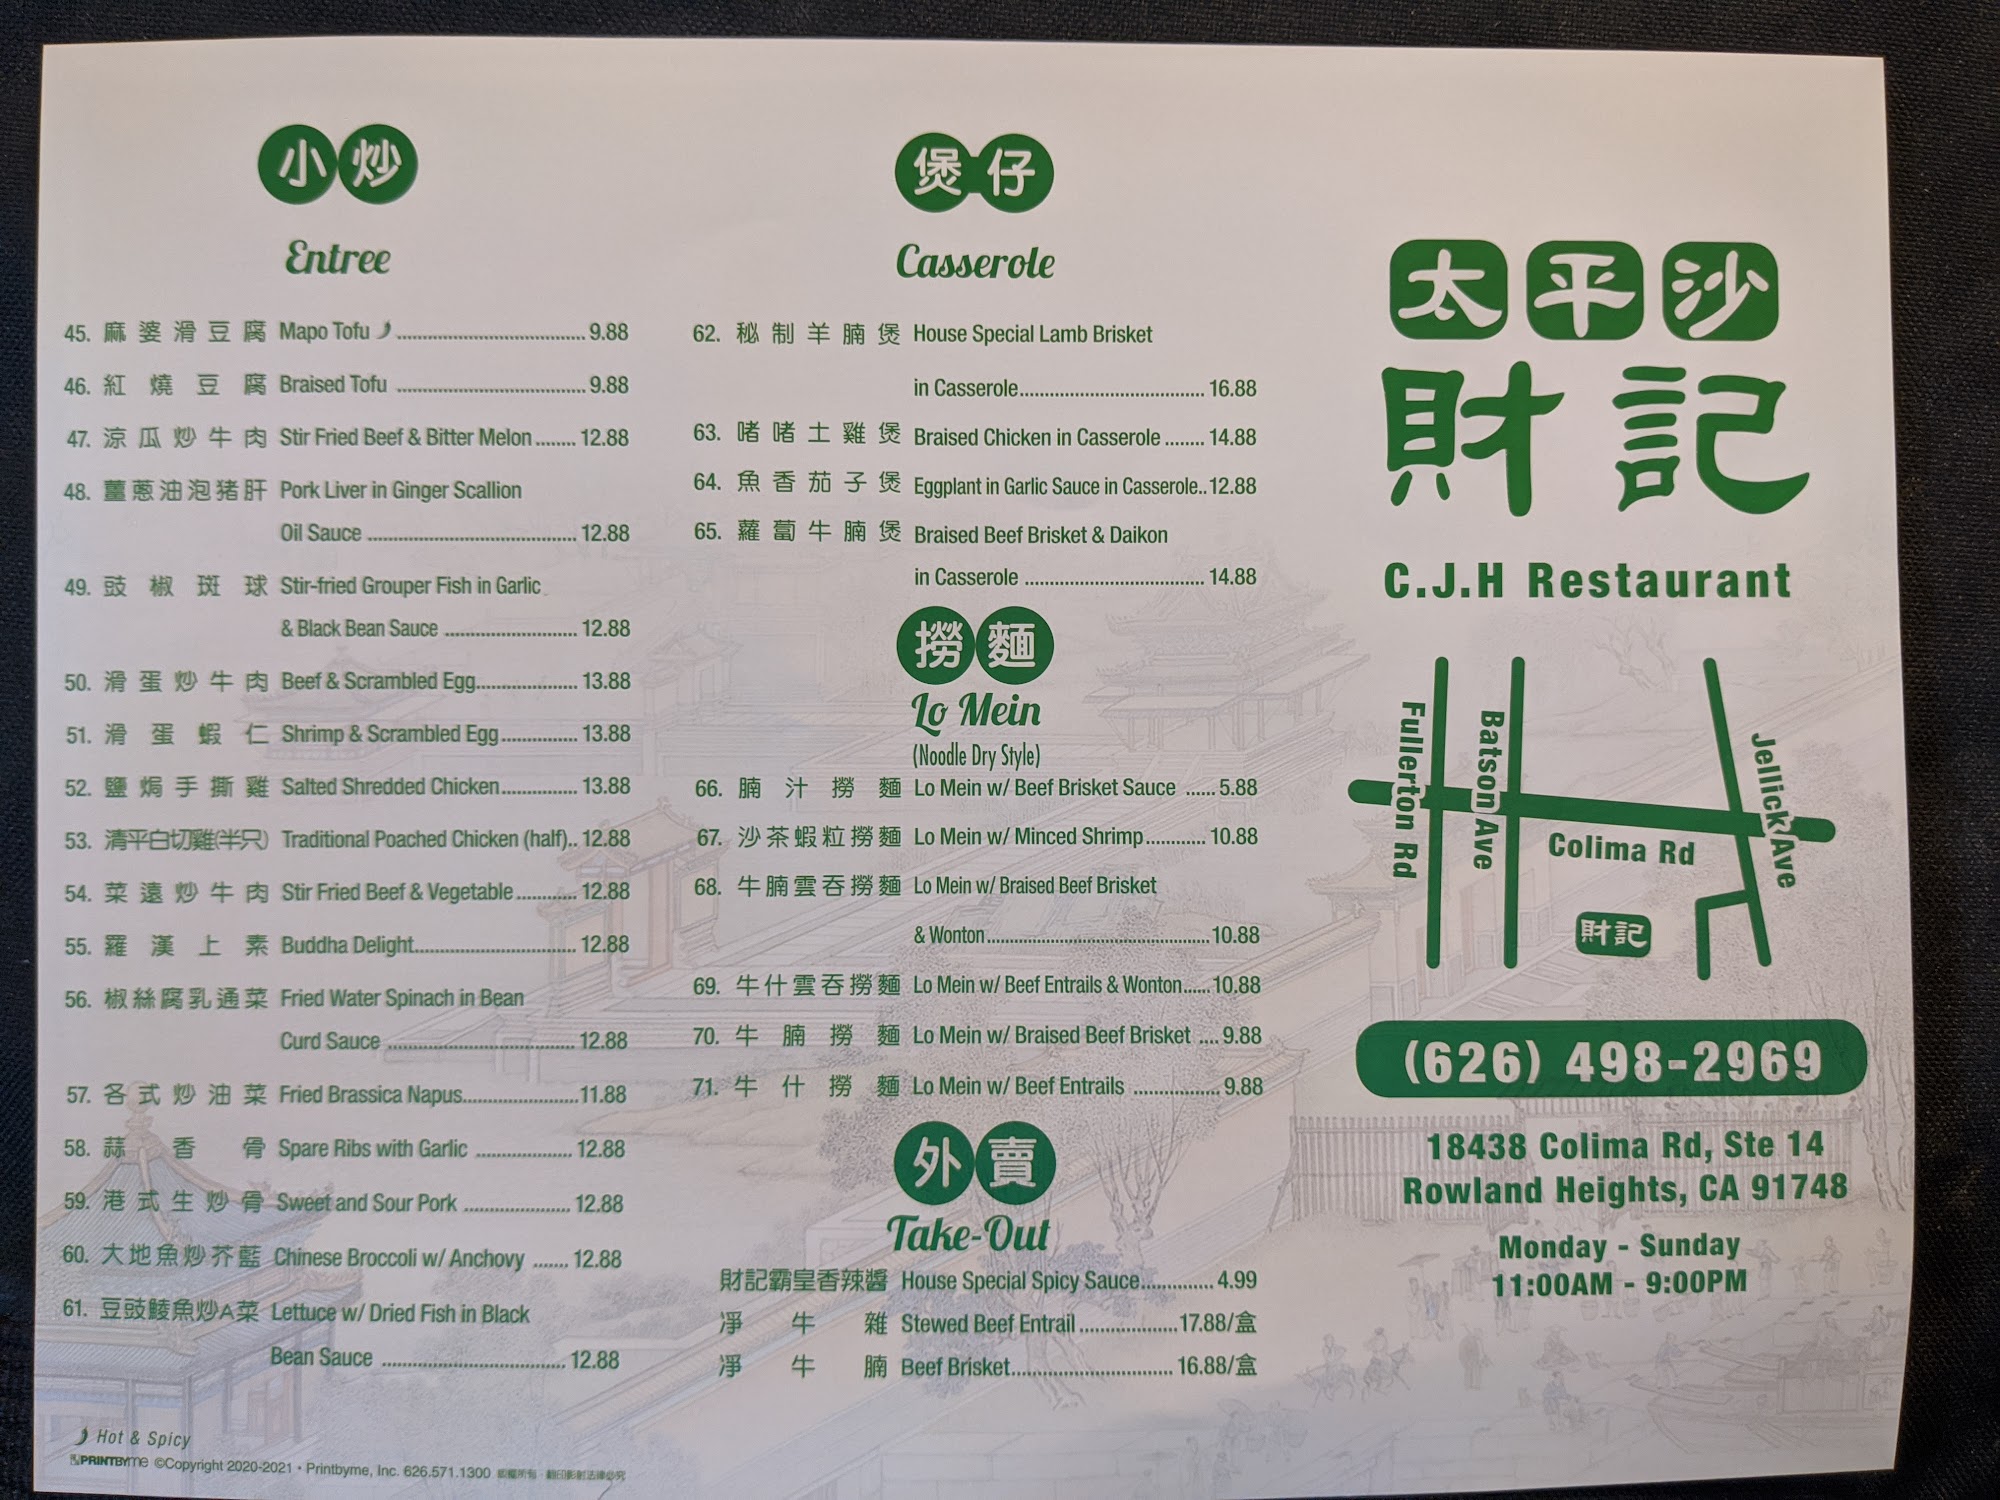 小炒
Entree
45. 麻婆滑豆腐 Mapo Tofu 9.88
46. 紅燒豆腐 Braised Tofu 9.88
47. 涼瓜炒牛肉 Stir Fried Beef & Bitter Melon 12.88
48. 薑蔥油泡猪肝 Pork Liver in Ginger Scallion
Oil Sauce 12.88
49. 豉椒斑球 Stir-fried Grouper Fish in Garlic
& Black Bean Sauce 12.88
50. 滑蛋炒牛肉 Beef & Scrambled Egg 13.88
51. 滑蛋蝦仁 Shrimp & Scrambled Egg 13.88
52. 鹽焗手撕雞 Salted Shredded Chicken 13.88
53. 清平白切雞(半只) Traditional Poached Chicken (half) 12.88
54. 菜遠炒牛肉 Stir Fried Beef & Vegetable 12.88
55. 羅漢上素 Buddha Delight 12.88
56. 椒絲腐乳通菜 Fried Water Spinach in Bean
Curd Sauce 12.88
57. 各式炒油菜 Fried Brassica Napus 11.88
58. 蒜香骨 Spare Ribs with Garlic 12.88
59. 港式生炒骨 Sweet and Sour Pork 12.88
60. 大地魚炒芥藍 Chinese Broccoli w/ Anchovy 12.88
61. 豆豉鯪魚炒A菜 Lettuce w/ Dried Fish in Black
Bean Sauce 12.88
Hot & Spicy
PRINTBYme ©Copyright 2020-2021 • Printbyme, Inc. 626.571.1300 版權所有·翻印影射法律必究
煲仔
Casserole
62. 秘制羊腩煲 House Special Lamb Brisket
in Casserole 16.88
63. 啫啫土雞煲 Braised Chicken in Casserole 14.88
64. 魚香茄子煲 Eggplant in Garlic Sauce in Casserole 12.88
65. 蘿蔔牛腩煲 Braised Beef Brisket & Daikon
in Casserole 14.88
撈麵
Lo Mein
(Noodle Dry Style)
66. 腩汁撈麵 Lo Mein w/ Beef Brisket Sauce 5.88
67. 沙茶蝦粒撈麵 Lo Mein w/ Minced Shrimp 10.88
68. 牛腩雲吞撈麵 Lo Mein w/ Braised Beef Brisket
& Wonton 10.88
69. 牛什雲吞撈麵 Lo Mein w/ Beef Entrails & Wonton 10.88
70. 牛腩撈麵 Lo Mein w/ Braised Beef Brisket 9.88
71. 牛什撈麵 Lo Mein w/ Beef Entrails 9.88
外賣
Take-Out
財記霸皇香辣醬 House Special Spicy Sauce 4.99
淨牛雜 Stewed Beef Entrail 17.88/盒
淨牛腩 Beef Brisket 16.88/盒
太平沙
財記
C.J.H Restaurant
Fullerton Rd
Batson Ave
Jellick Ave
Colima Rd
財記
(626) 498-2969
18438 Colima Rd, Ste 14
Rowland Heights, CA 91748
Monday - Sunday
11:00AM - 9:00PM